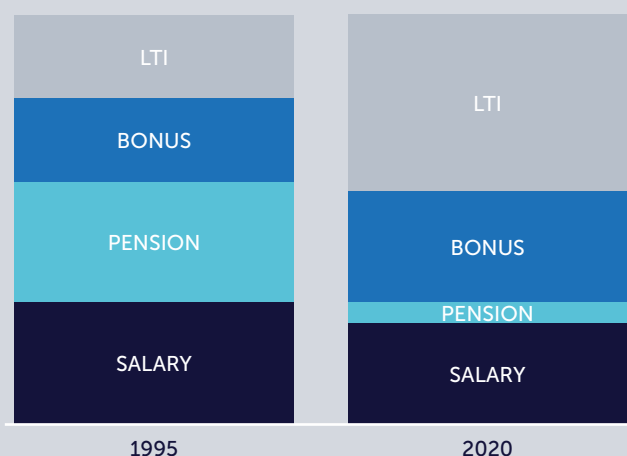 LTI
BONUS
PENSION
SALARY
1995
LTI
BONUS
PENSION
SALARY
2020